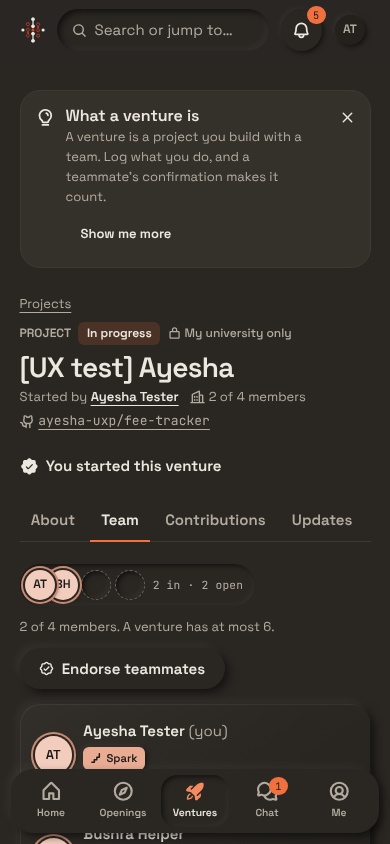 Search or jump to...
5
AT
What a venture is
A venture is a project you build with a
team. Log what you do, and a
teammate's confirmation makes it
count.
Show me more
Projects
PROJECT In progress My university only
[UX test] Ayesha
Started by Ayesha Tester 2 of 4 members
ayesha-uxp/fee-tracker
You started this venture
About Team Contributions Updates
AT BH 2 in · 2 open
2 of 4 members. A venture has at most 6.
Endorse teammates
Ayesha Tester (you)
AT
Spark
1
Home Openings Ventures Chat Me
Bushra Helper